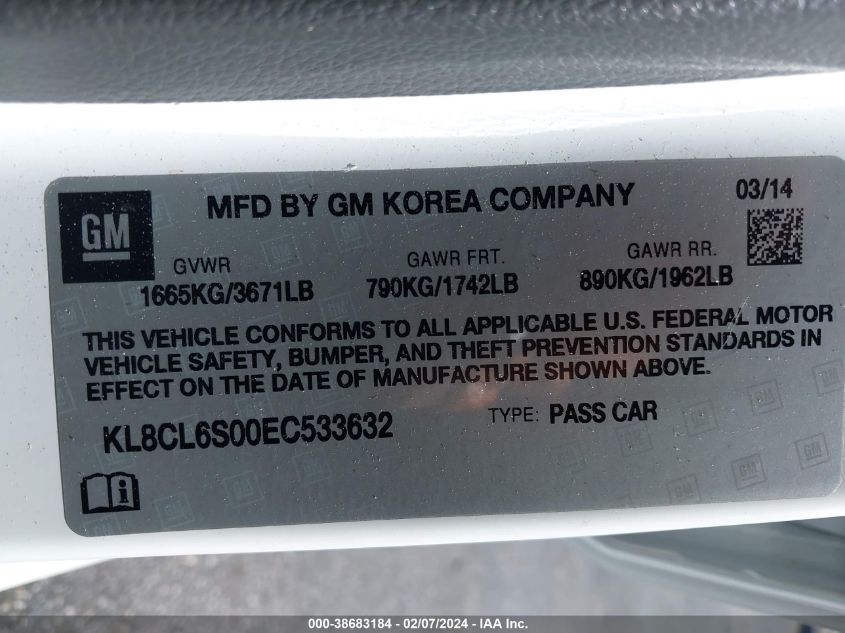 GM
MFD BY GM KOREA COMPANY
03/14
GVWR
GAWR FRT.
GAWR RR.
1665KG/3671LB
790KG/1742LB
890KG/1962LB
THIS VEHICLE CONFORMS TO ALL APPLICABLE U.S. FEDERAL MOTOR
VEHICLE SAFETY, BUMPER, AND THEFT PREVENTION STANDARDS IN
EFFECT ON THE DATE OF MANUFACTURE SHOWN ABOVE.
KL8CL6S00EC533632
TYPE: PASS CAR
000-38683184 - 02/07/2024 - IAA Inc.